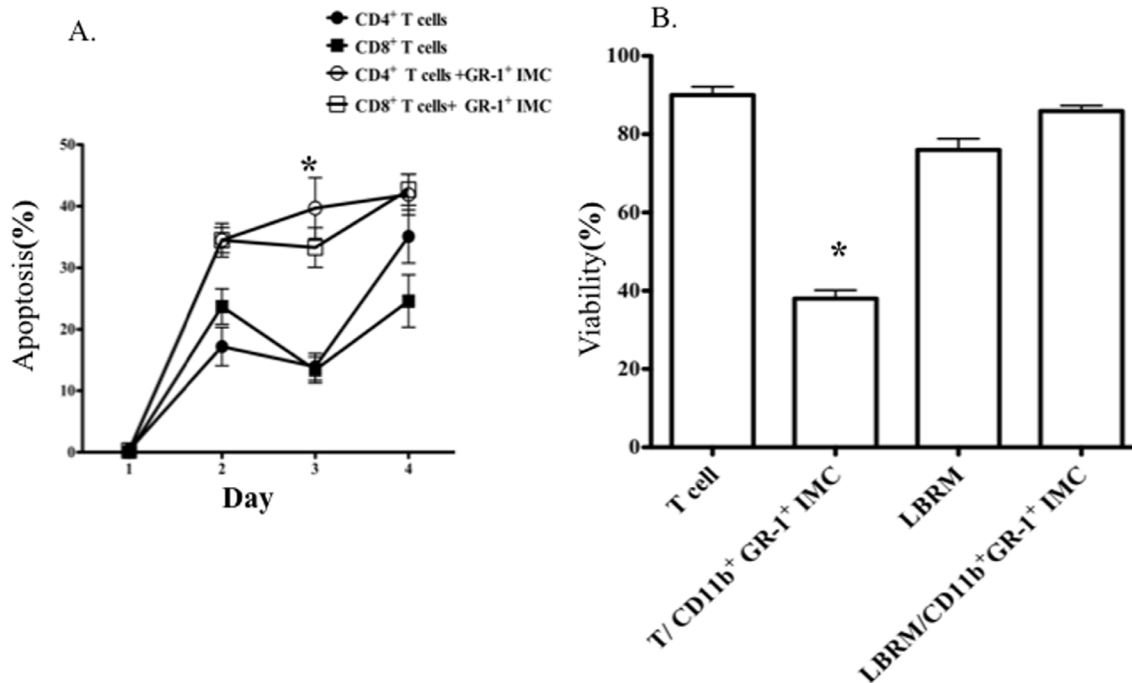 A.
CD4+ T cells
CD8+ T cells
CD4+ T cells +GR-1+ IMC
CD8+ T cells+ GR-1+ IMC
50
40
30
20
10
0
*
Apoptosis(%)
1 2 3 4
Day
B.
100
80
60
40
20
0
*
Viability(%)
T cell
T/ CD11b+ GR-1+ IMC
LBRM
LBRM/CD11b+GR-1+ IMC